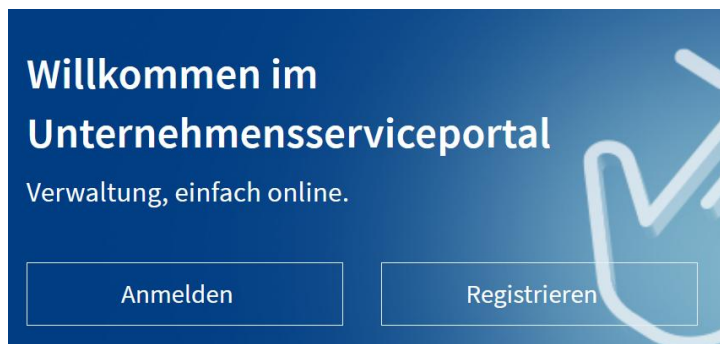 Willkommen im
Unternehmensserviceportal
Verwaltung, einfach online.
Anmelden
Registrieren